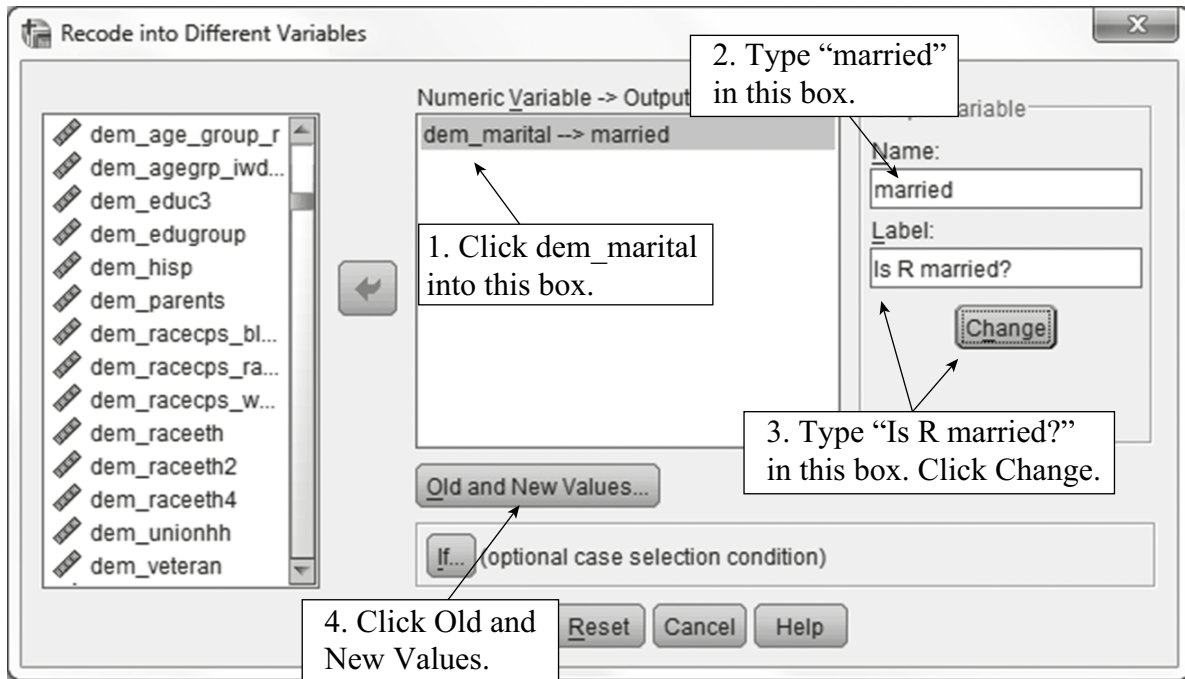 Recode into Different Variables
2. Type “married”
in this box.
Numeric Variable -> Output
ariable
dem_age_group_r
dem_agegrp_iwd...
dem_educ3
dem_edugroup
dem_hisp
dem_parents
dem_racecps_bl...
dem_racecps_ra...
dem_racecps_w...
dem_raceeth
dem_raceeth2
dem_raceeth4
dem_unionhh
dem_veteran
dem_marital --> married
1. Click dem_marital
into this box.
Name:
married
Label:
Is R married?
Change
3. Type “Is R married?”
in this box. Click Change.
Old and New Values...
If... (optional case selection condition)
4. Click Old and
New Values.
Reset
Cancel
Help